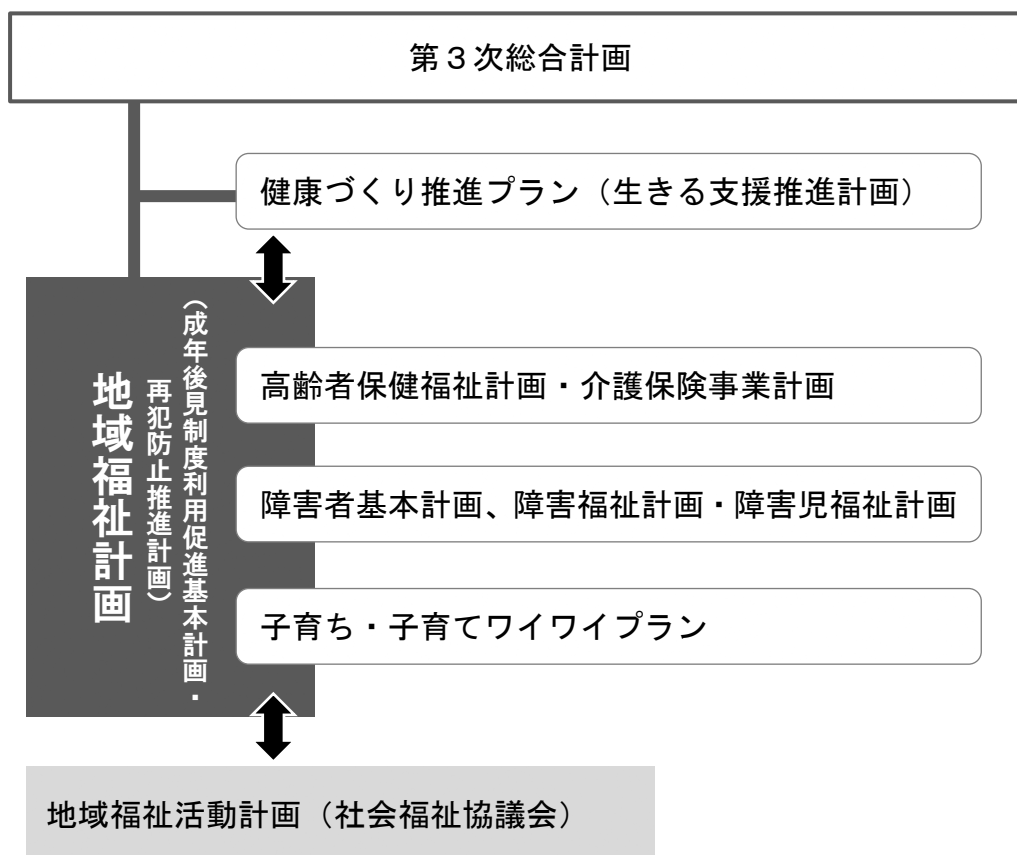 第３次総合計画
健康づくり推進プラン（生きる支援推進計画）
地域福祉計画
（成年後見制度利用促進基本計画・
再犯防止推進計画）
高齢者保健福祉計画・介護保険事業計画
障害者基本計画、障害福祉計画・障害児福祉計画
子育ち・子育てワイワイプラン
地域福祉活動計画（社会福祉協議会）